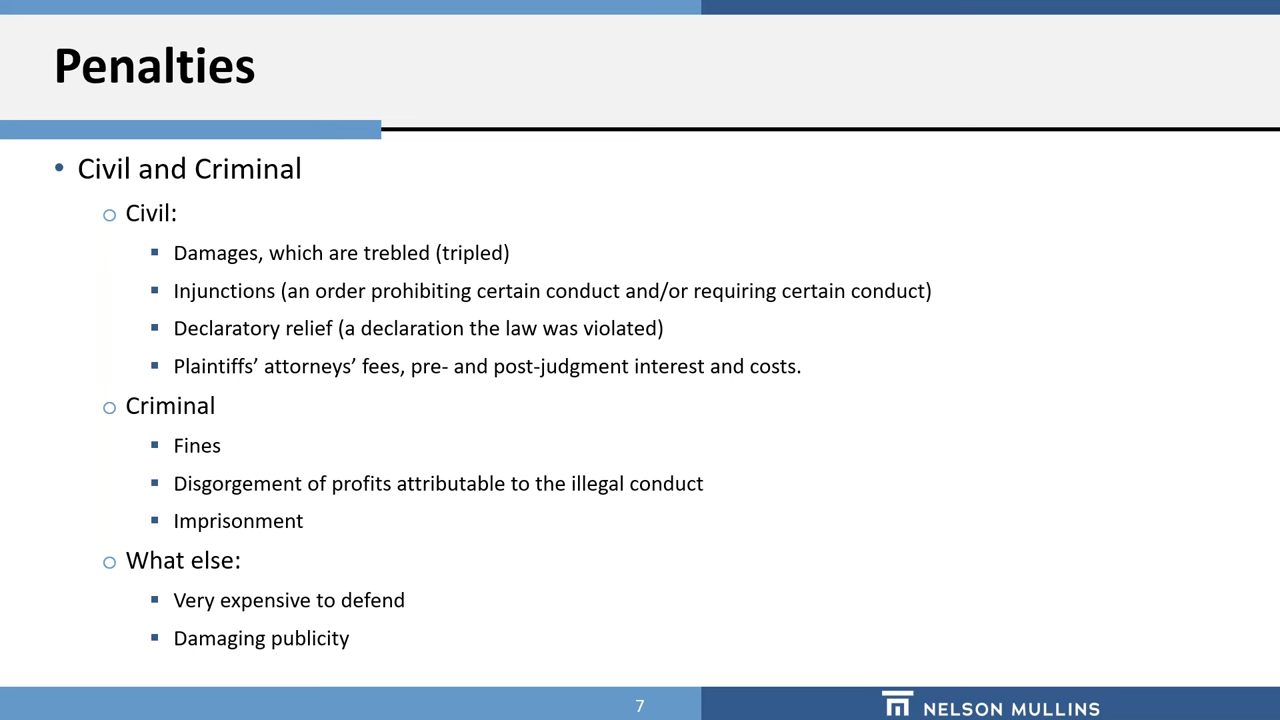 Penalties
• Civil and Criminal
o Civil:
▪ Damages, which are trebled (tripled)
▪ Injunctions (an order prohibiting certain conduct and/or requiring certain conduct)
▪ Declaratory relief (a declaration the law was violated)
▪ Plaintiffs’ attorneys’ fees, pre- and post-judgment interest and costs.
o Criminal
▪ Fines
▪ Disgorgement of profits attributable to the illegal conduct
▪ Imprisonment
o What else:
▪ Very expensive to defend
▪ Damaging publicity
7
NELSON MULLINS